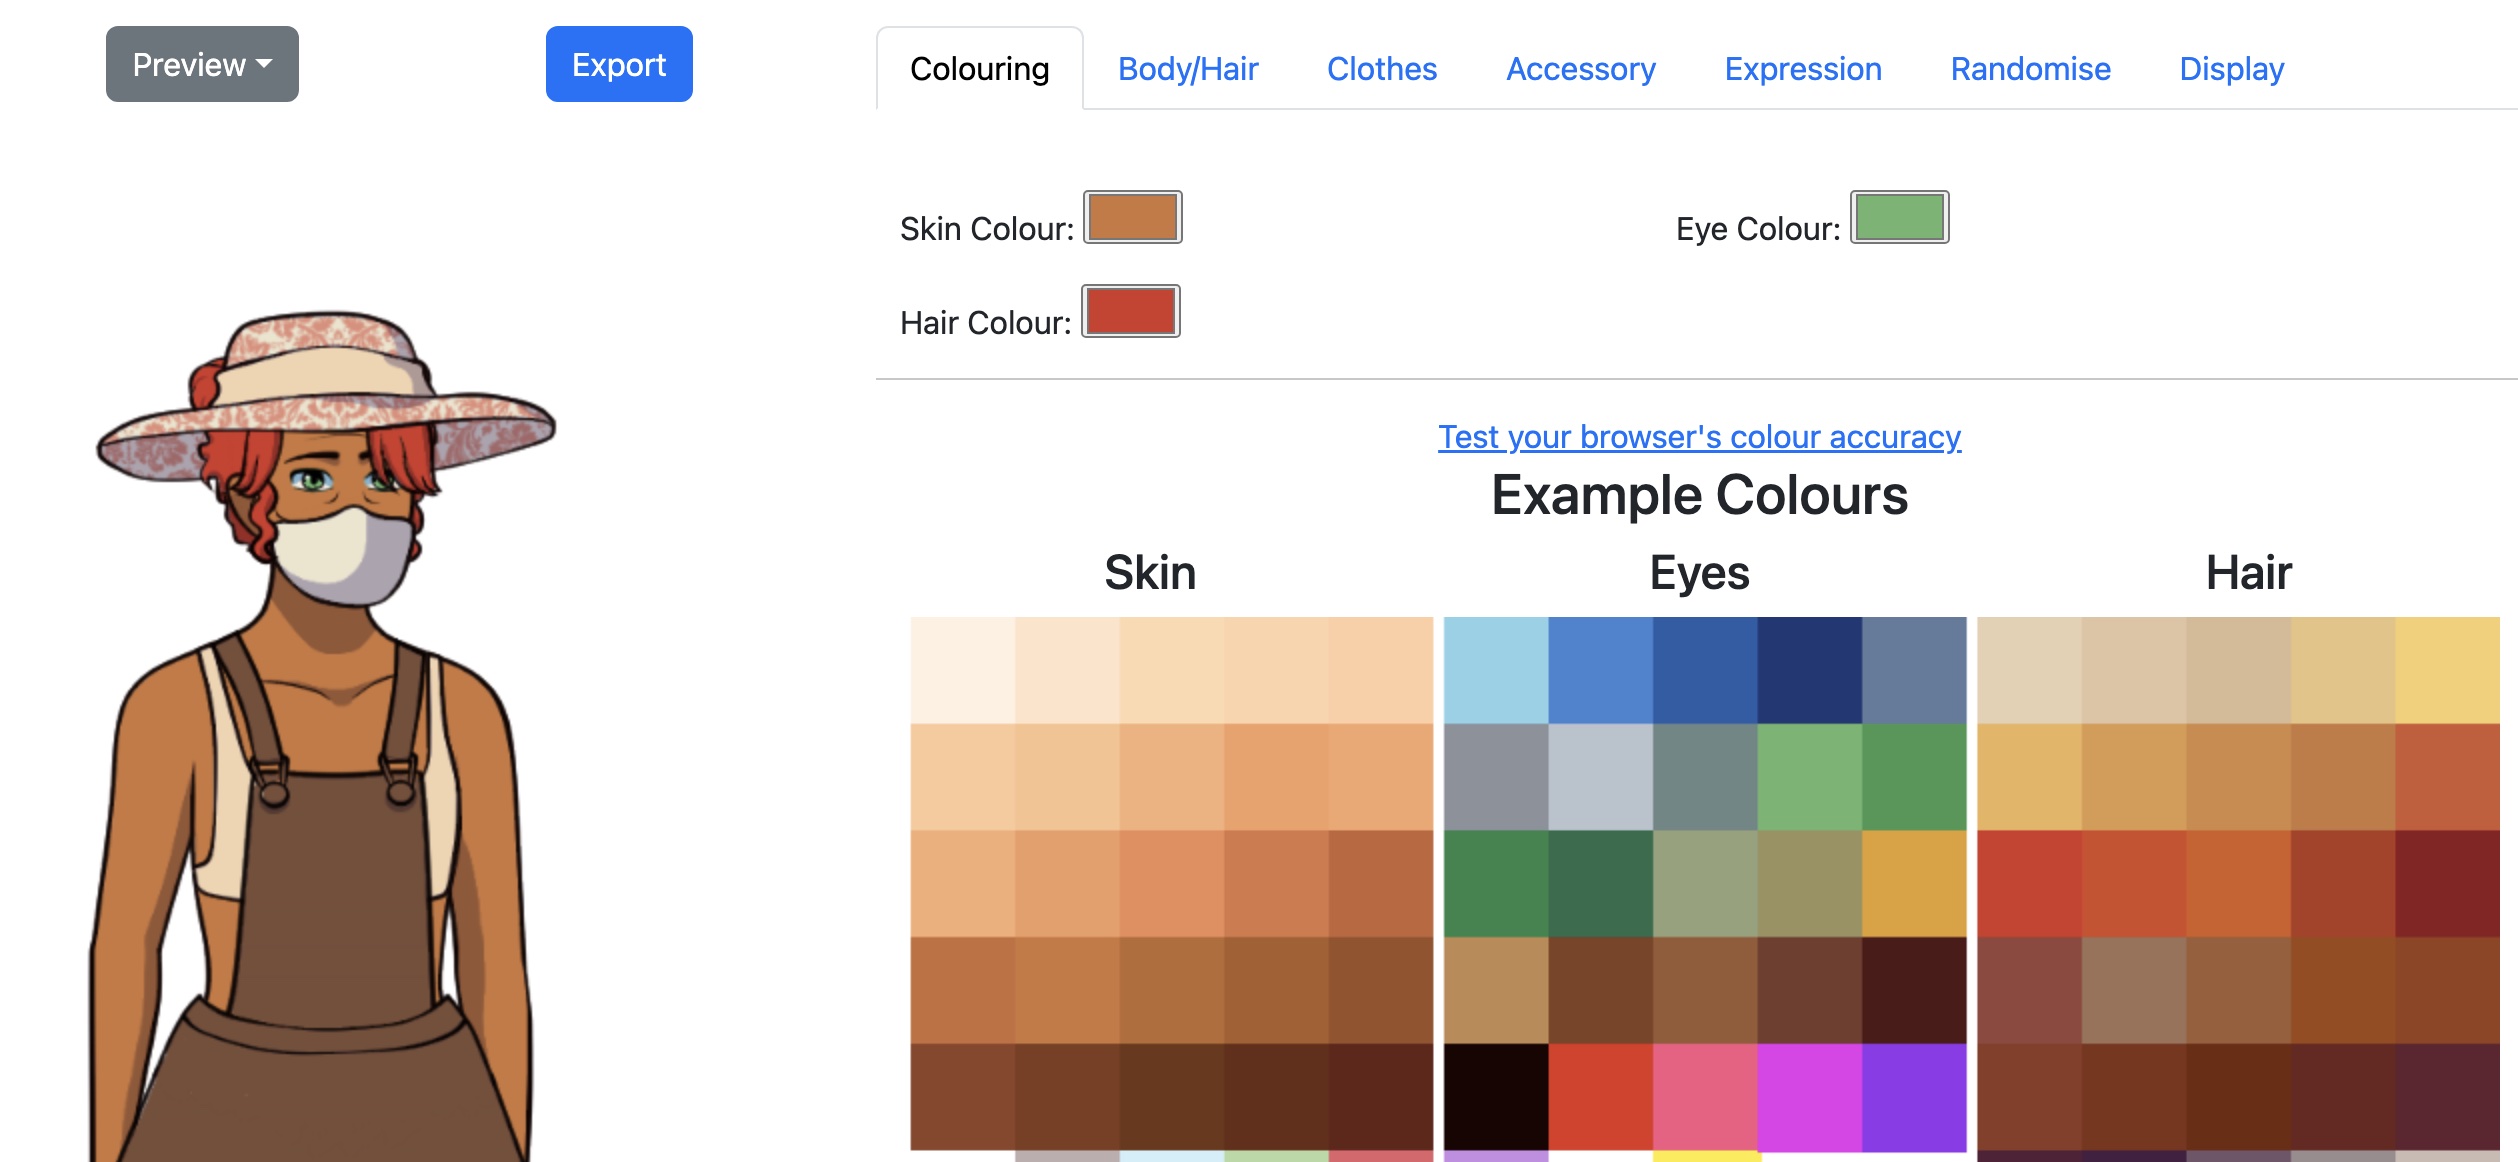 Preview
Export
Colouring
Body/Hair
Clothes
Accessory
Expression
Randomise
Display
Skin Colour:
Eye Colour:
Hair Colour:
Test your browser's colour accuracy
Example Colours
Skin
Eyes
Hair